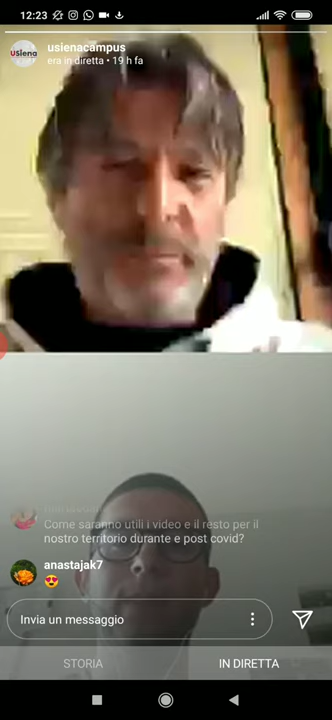 12:23
usienacampus
USiena
era in diretta • 19 h fa
Come saranno utili i video e il resto per il
nostro territorio durante e post covid?
anastajak7
😍
Invia un messaggio
STORIA
IN DIRETTA